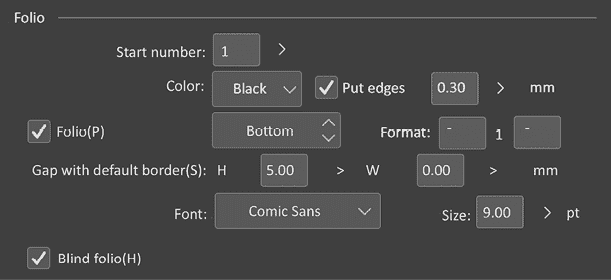 Folio
Start number: 1 >
Color: Black Put edges 0.30 > mm
Folio(P) Bottom Format: - 1 -
Gap with default border(S): H 5.00 > W 0.00 > mm
Font: Comic Sans Size: 9.00 > pt
Blind folio(H)